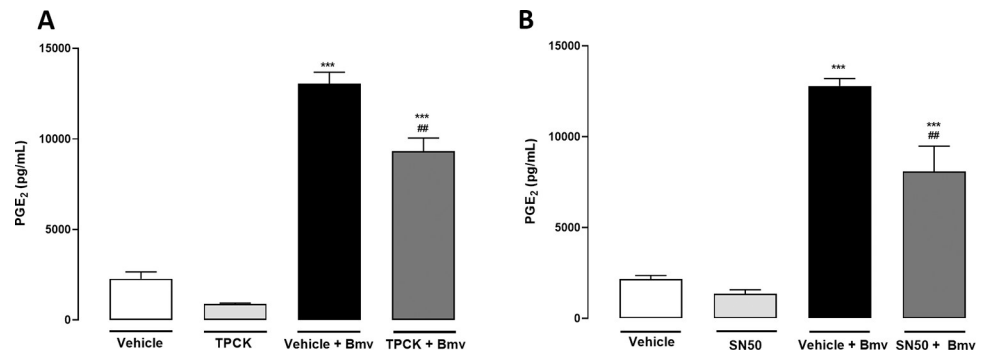 A
PGE2 (pg/mL)
15000
10000
5000
0
***
***
##
Vehicle
TPCK
Vehicle + Bmv
TPCK + Bmv
B
PGE2 (pg/mL)
15000
10000
5000
0
***
***
##
Vehicle
SN50
Vehicle + Bmv
SN50 + Bmv